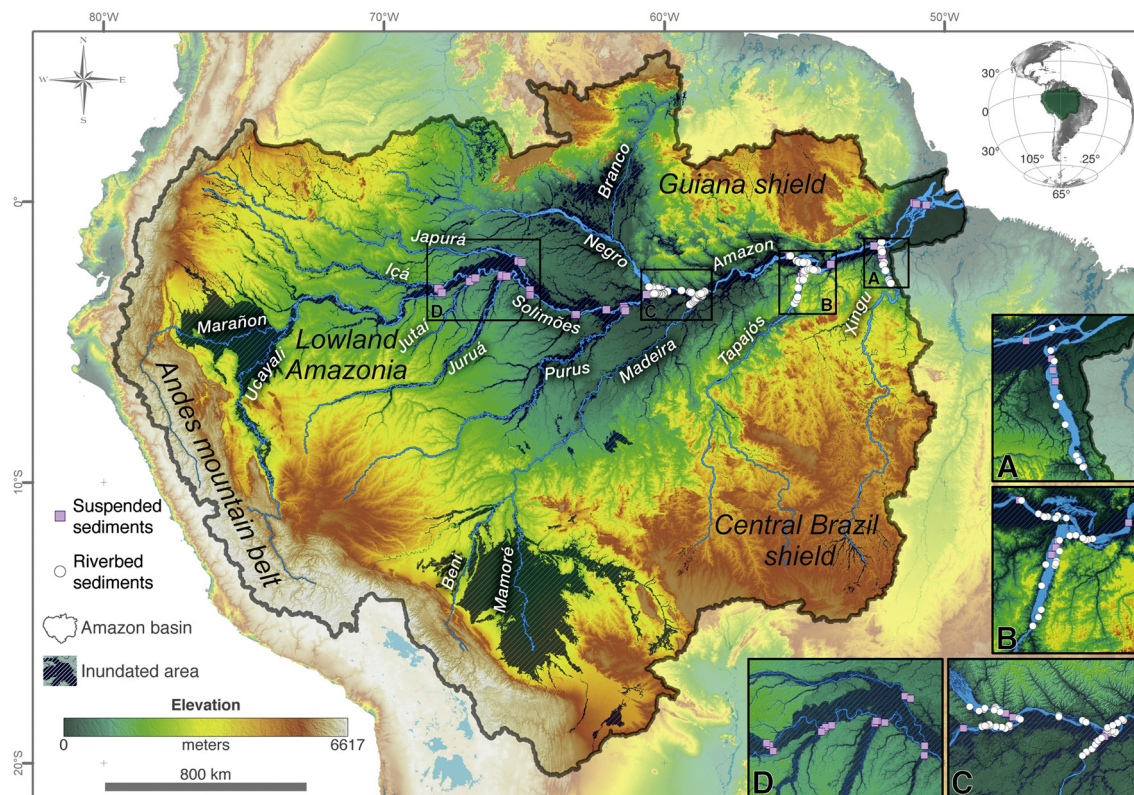 80°W
70°W
60°W
50°W
N
W
E
S
30°
0
30°
105°
25°
65°
0°
10°S
20°S
Branco
Guiana shield
Japurá
Negro
Amazon
Içá
A
B
C
D
Solimões
Xingu
Marañon
Jutaí
Tapajós
Ucayali
Lowland
Amazonia
Juruá
Purus
Madeira
Andes mountain belt
Central Brazil
shield
Beni
Mamoré
Suspended
sediments
Riverbed
sediments
Amazon basin
Inundated area
Elevation
0
meters
6617
800 km
A
B
D
C